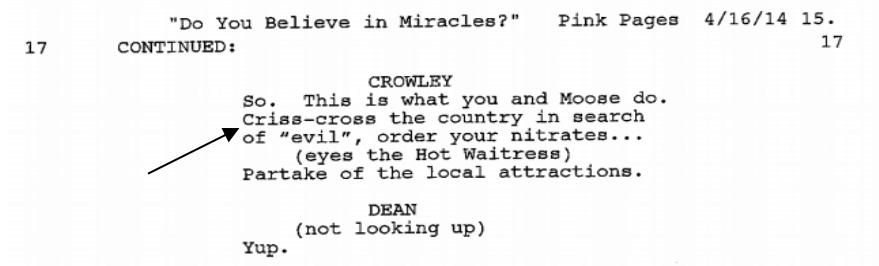 "Do You Believe in Miracles?" Pink Pages 4/16/14 15.
17 CONTINUED: 17
CROWLEY
So. This is what you and Moose do.
Criss-cross the country in search
of “evil”, order your nitrates...
(eyes the Hot Waitress)
Partake of the local attractions.
DEAN
(not looking up)
Yup.